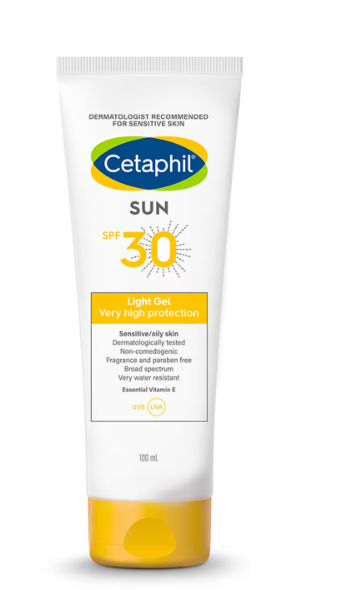 DERMATOLOGIST RECOMMENDED
FOR SENSITIVE SKIN
Cetaphil®
SUN
SPF 30
Light Gel
Very high protection
Sensitive/oily skin
Dermatologically tested
Non-comedogenic
Fragrance and paraben free
Broad spectrum
Very water resistant
Essential Vitamin E
UVB UVA
100 mL